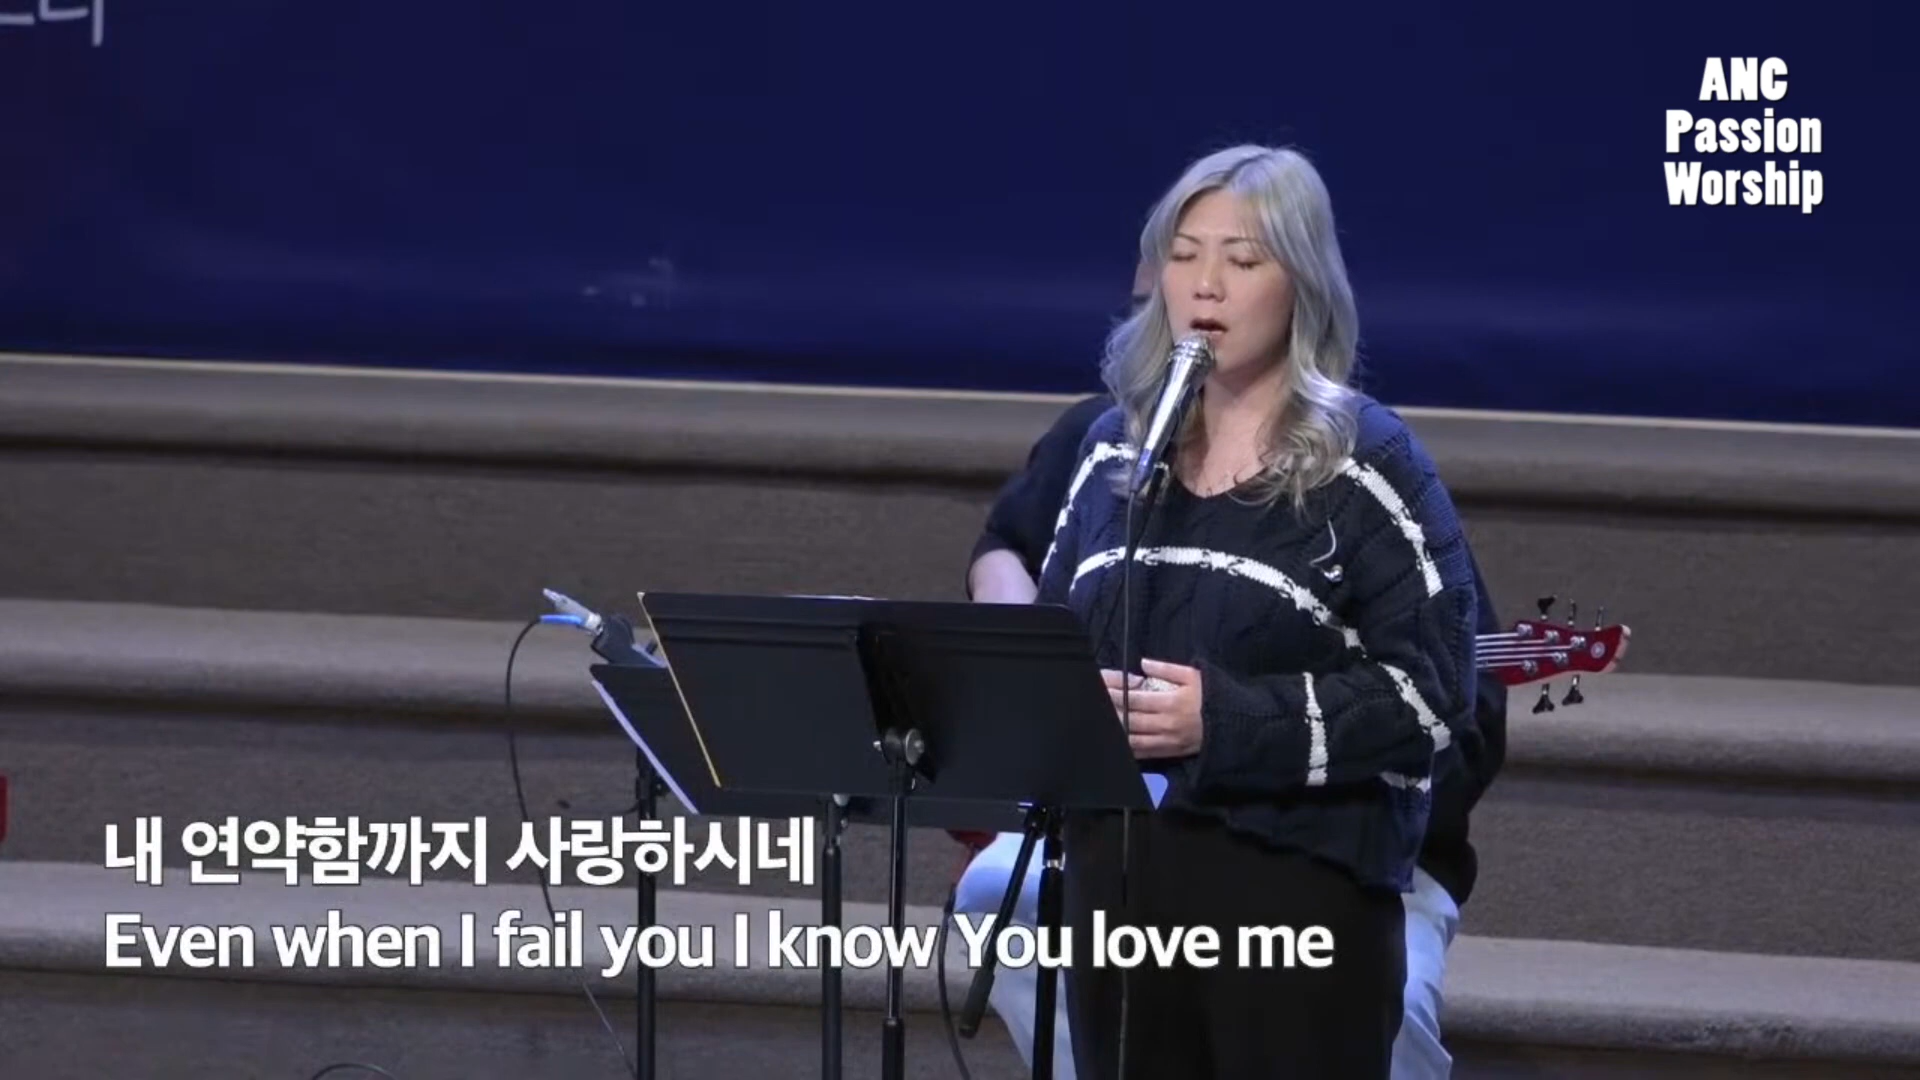 ANC
Passion
Worship
내 연약함까지 사랑하시네
Even when I fail you I know You love me